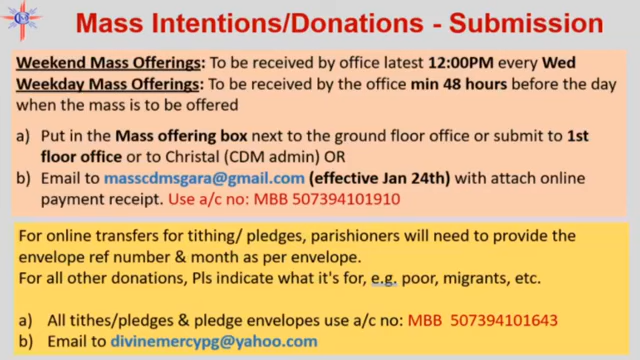 Mass Intentions/Donations - Submission
Weekend Mass Offerings: To be received by office latest 12:00PM every Wed
Weekday Mass Offerings: To be received by the office min 48 hours before the day
when the mass is to be offered
a) Put in the Mass offering box next to the ground floor office or submit to 1st
floor office or to Christal (CDM admin) OR
b) Email to masscdmsgara@gmail.com (effective Jan 24th) with attach online
payment receipt. Use a/c no: MBB 507394101910
For online transfers for tithing/ pledges, parishioners will need to provide the
envelope ref number & month as per envelope.
For all other donations, Pls indicate what it's for, e.g. poor, migrants, etc.
a) All tithes/pledges & pledge envelopes use a/c no: MBB 507394101643
b) Email to divinemercypg@yahoo.com